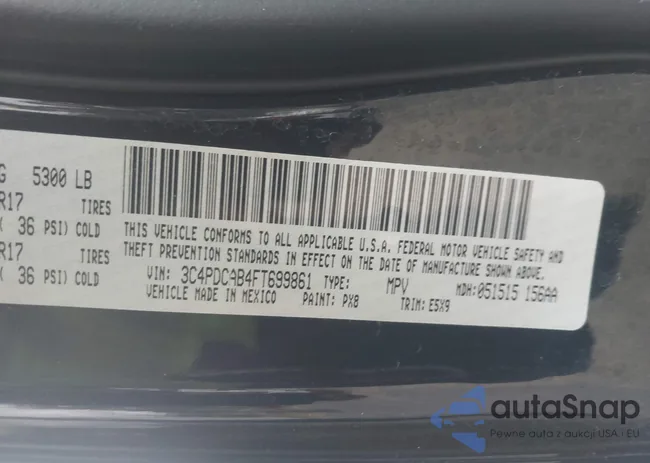 G 5300 LB
R17 TIRES
( 36 PSI) COLD
R17 TIRES
( 36 PSI) COLD
THIS VEHICLE CONFORMS TO ALL APPLICABLE U.S.A. FEDERAL MOTOR VEHICLE SAFETY AND
THEFT PREVENTION STANDARDS IN EFFECT ON THE DATE OF MANUFACTURE SHOWN ABOVE.
VIN: 3C4PDCAB4FT699861 TYPE: MPV MDH: 051515 156AA
VEHICLE MADE IN MEXICO PAINT: PX8 TRIM: E5X9
autaSnap
Pewne auta z aukcji USA i EU